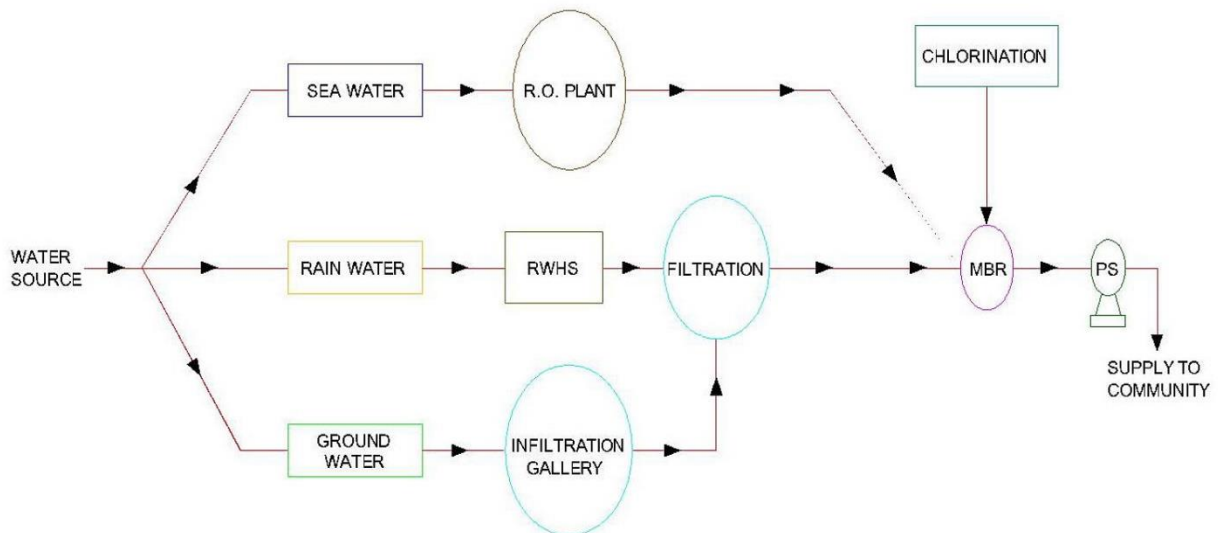 CHLORINATION
SEA WATER
R.O. PLANT
WATER
SOURCE
RAIN WATER
RWHS
FILTRATION
MBR
PS
SUPPLY TO
COMMUNITY
GROUND
WATER
INFILTRATION
GALLERY